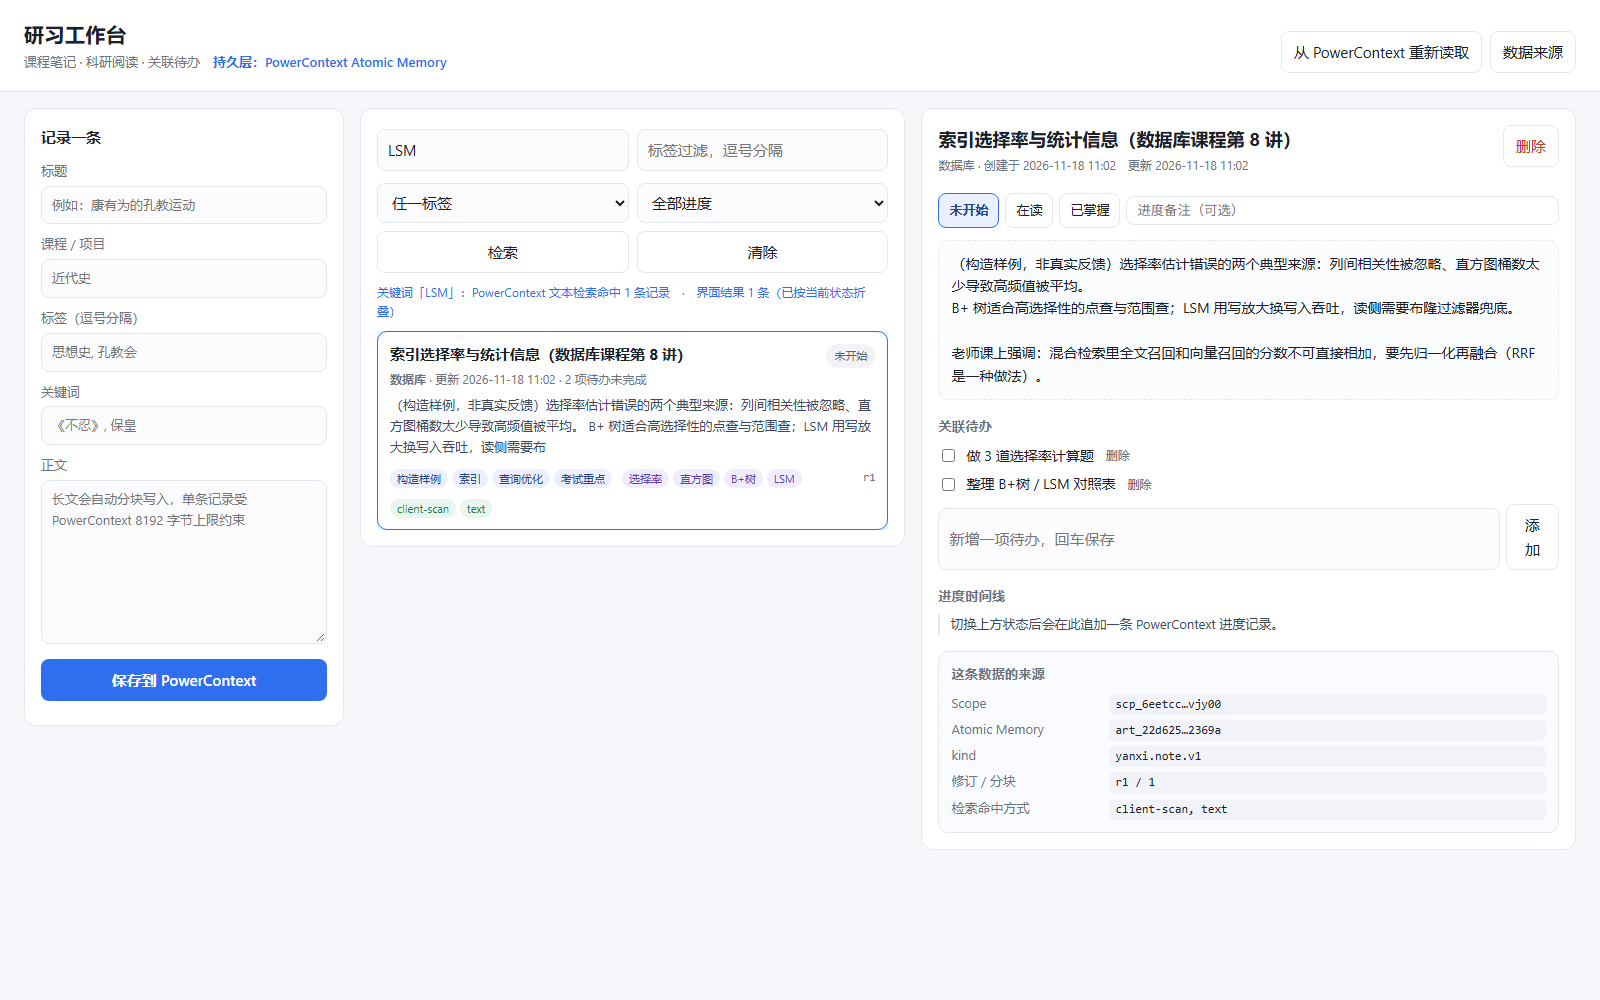 研习工作台
课程笔记 · 科研阅读 · 关联待办 持久层：PowerContext Atomic Memory
从 PowerContext 重新读取
数据来源
记录一条
标题
例如：康有为的孔教运动
课程 / 项目
近代史
标签（逗号分隔）
思想史, 孔教会
关键词
《不忍》, 保皇
正文
长文会自动分块写入，单条记录受
PowerContext 8192 字节上限约束
保存到 PowerContext
LSM
标签过滤，逗号分隔
任一标签
全部进度
检索
清除
关键词「LSM」：PowerContext 文本检索命中 1 条记录 · 界面结果 1 条（已按当前状态折
叠）
索引选择率与统计信息（数据库课程第 8 讲）
未开始
数据库 · 更新 2026-11-18 11:02 · 2 项待办未完成
（构造样例，非真实反馈）选择率估计错误的两个典型来源：列间相关性被忽略、直
方图桶数太少导致高频值被平均。 B+ 树适合高选择性的点查与范围查；LSM 用写放
大换写入吞吐，读侧需要布
构造样例 索引 查询优化 考试重点 选择率 直方图 B+树 LSM
r1
client-scan text
索引选择率与统计信息（数据库课程第 8 讲）
数据库 · 创建于 2026-11-18 11:02 更新 2026-11-18 11:02
删除
未开始
在读
已掌握
进度备注（可选）
（构造样例，非真实反馈）选择率估计错误的两个典型来源：列间相关性被忽略、直方图桶数太
少导致高频值被平均。
B+ 树适合高选择性的点查与范围查；LSM 用写放大换写入吞吐，读侧需要布隆过滤器兜底。
老师课上强调：混合检索里全文召回和向量召回的分数不可直接相加，要先归一化再融合（RRF
是一种做法）。
关联待办
做 3 道选择率计算题 删除
整理 B+树 / LSM 对照表 删除
新增一项待办，回车保存
添
加
进度时间线
切换上方状态后会在此追加一条 PowerContext 进度记录。
这条数据的来源
Scope scp_6eetcc…vjy00
Atomic Memory art_22d625…2369a
kind yanxi.note.v1
修订 / 分块 r1 / 1
检索命中方式 client-scan, text